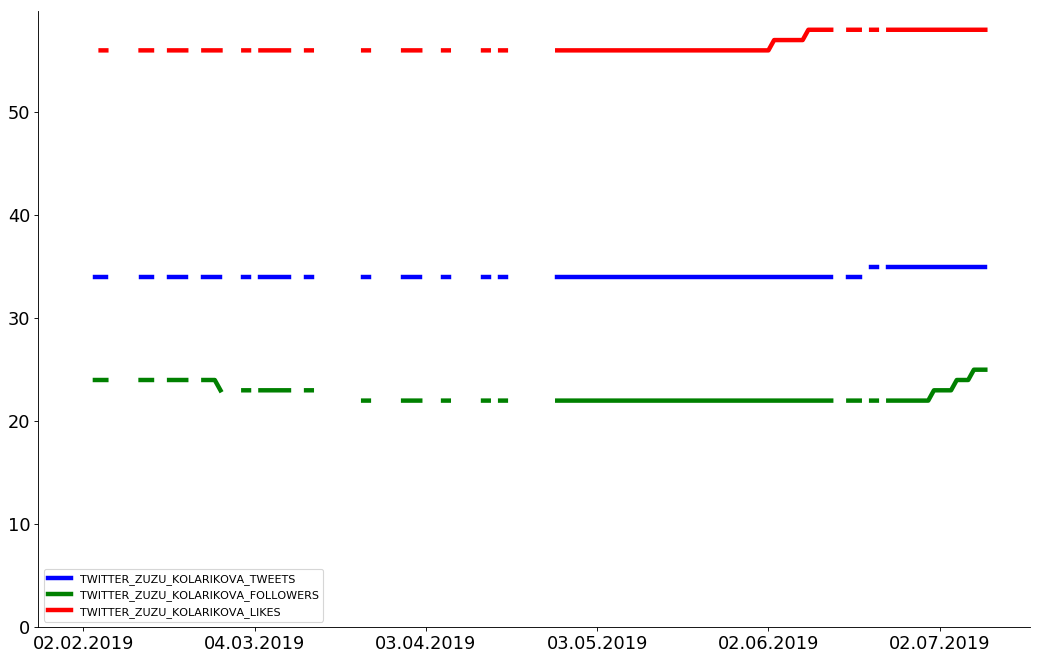 50
40
30
20
10
0
TWITTER_ZUZU_KOLARIKOVA_TWEETS
TWITTER_ZUZU_KOLARIKOVA_FOLLOWERS
TWITTER_ZUZU_KOLARIKOVA_LIKES
02.02.2019 04.03.2019 03.04.2019 03.05.2019 02.06.2019 02.07.2019